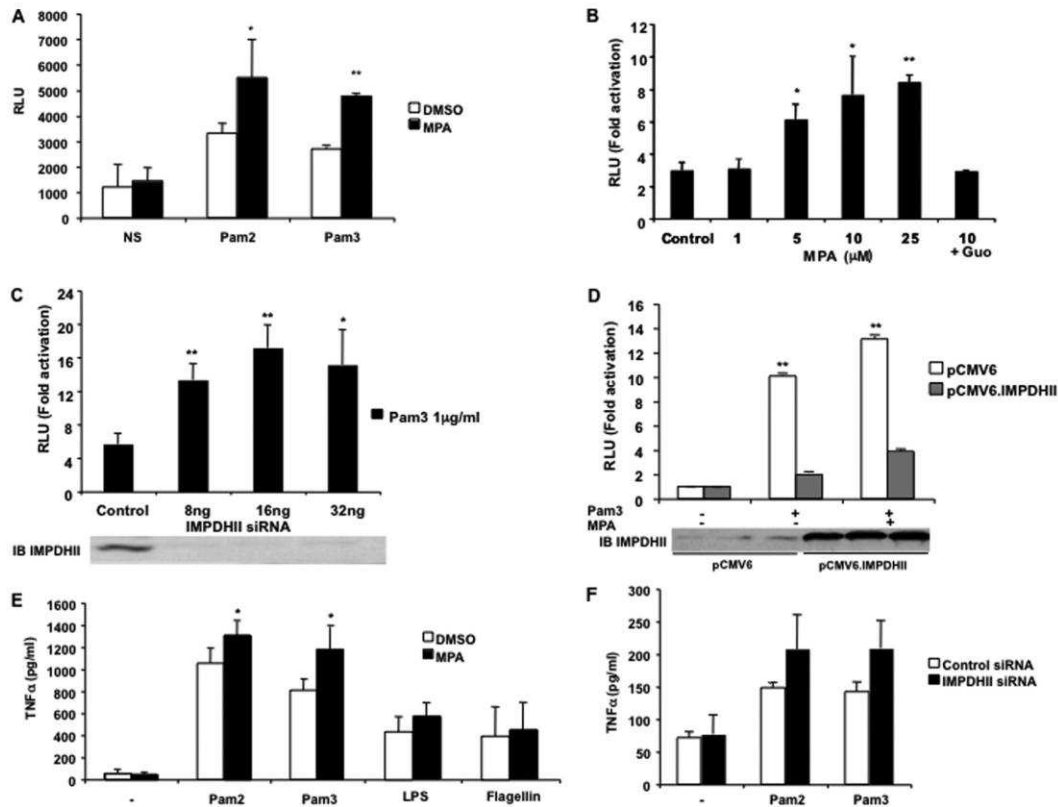 A
8000
7000
6000
5000
4000
3000
2000
1000
0
RLU
*
**
DMSO
MPA
NS Pam2 Pam3
B
12
10
8
6
4
2
0
RLU (Fold activation)
*
*
**
Control 1 5 10 25 10
MPA (μM) + Guo
C
24
20
16
12
8
4
0
RLU (Fold activation)
**
**
*
Pam3 1μg/ml
Control 8ng 16ng 32ng
IMPDHII siRNA
IB IMPDHII
D
16
14
12
10
8
6
4
2
0
RLU (Fold activation)
**
**
pCMV6
pCMV6.IMPDHII
Pam3 - + +
MPA - - +
IB IMPDHII
pCMV6 pCMV6.IMPDHII
E
1600
1400
1200
1000
800
600
400
200
0
TNFα (pg/ml)
*
*
DMSO
MPA
- Pam2 Pam3 LPS Flagellin
F
300
250
200
150
100
50
0
TNFα (pg/ml)
Control siRNA
IMPDHII siRNA
- Pam2 Pam3